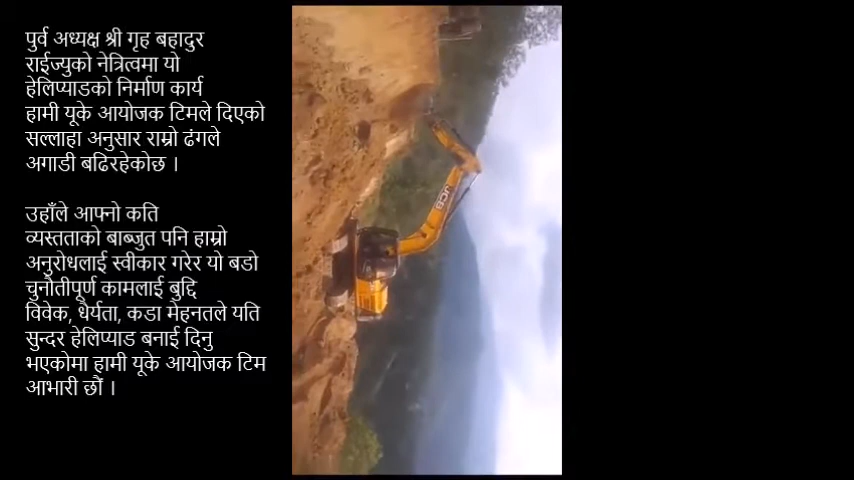 पुर्व अध्यक्ष श्री गृह बहादुर
राईज्युको नेत्रित्वमा यो
हेलिप्याडको निर्माण कार्य
हामी यूके आयोजक टिमले दिएको
सल्लाहा अनुसार राम्रो ढंगले
अगाडी बढिरहेकोछ ।
उहाँले आफ्नो कति
व्यस्तताको बाब्जुत पनि हाम्रो
अनुरोधलाई स्वीकार गरेर यो बडो
चुनौतीपूर्ण कामलाई बुद्दि
विवेक, धैर्यता, कडा मेहनतले यति
सुन्दर हेलिप्याड बनाई दिनु
भएकोमा हामी यूके आयोजक टिम
आभारी छौं ।
JCB